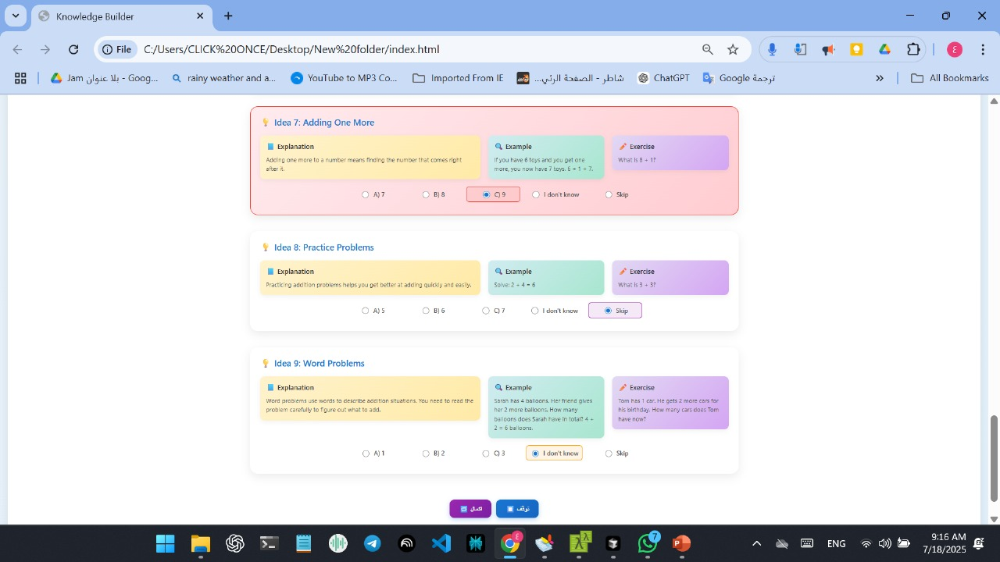 Knowledge Builder
File
C:/Users/CLICK%20ONCE/Desktop/New%20folder/index.html
ε
بلا عنوان Jam - Goog...
rainy weather and a...
YouTube to MP3 Co...
Imported From IE
شاطر - الصفحة الرئي...
ChatGPT
ترجمة Google
All Bookmarks
Idea 7: Adding One More
Explanation
Adding one more to a number means finding the number that comes right
after it.
Example
If you have 6 toys and you get one
more, you now have 7 toys. 6 + 1 = 7.
Exercise
What is 8 + 1?
A) 7
B) 8
C) 9
I don't know
Skip
Idea 8: Practice Problems
Explanation
Practicing addition problems helps you get better at adding quickly and easily.
Example
Solve: 2 + 4 = 6
Exercise
What is 3 + 3?
A) 5
B) 6
C) 7
I don't know
Skip
Idea 9: Word Problems
Explanation
Word problems use words to describe addition situations. You need to read the
problem carefully to figure out what to add.
Example
Sarah has 4 balloons. Her friend gives
her 2 more balloons. How many
balloons does Sarah have in total? 4 +
2 = 6 balloons.
Exercise
Tom has 1 car. He gets 2 more cars for
his birthday. How many cars does Tom
have now?
A) 1
B) 2
C) 3
I don't know
Skip
اكمال
توقف
7
ENG
9:16 AM
7/18/2025